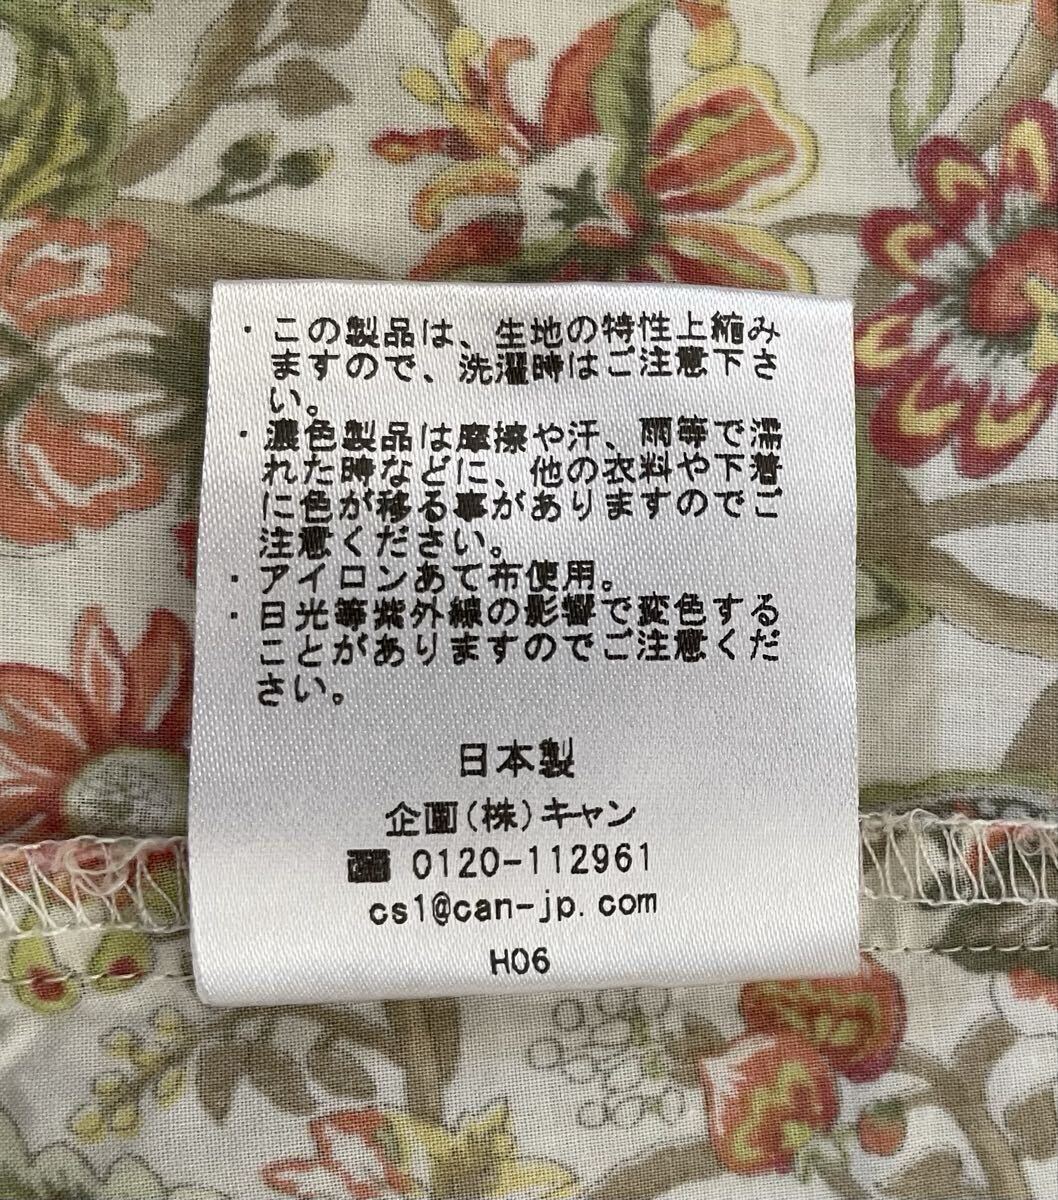 ・この製品は、生地の特性上縮み
ますので、洗濯時はご注意下さ
い。
・濃色製品は摩擦や汗、雨等で濡
れた時などに、他の衣料や下着
に色が移る事がありますのでご
注意ください。
・アイロンあて布使用。
・日光等紫外線の影響で変色する
ことがありますのでご注意くだ
さい。
日本製
企画(株)キャン
0120-112961
cs1@can-jp.com
H06